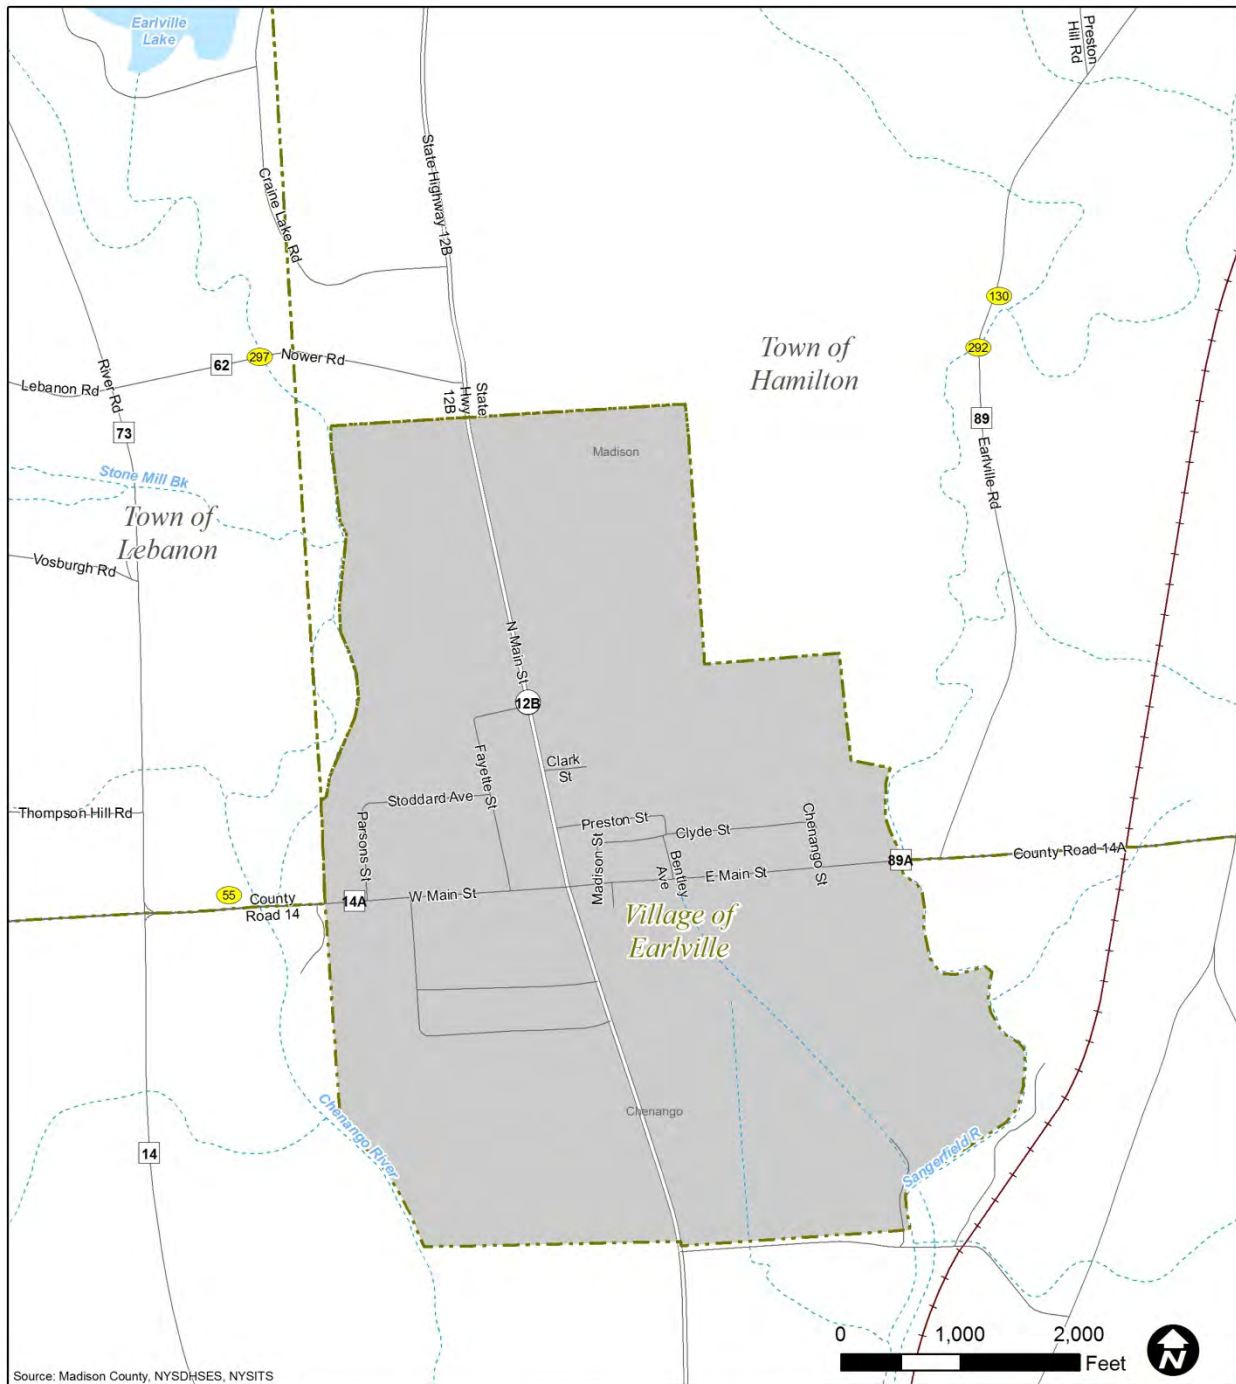 Earlville
Lake
Preston
Hill Rd
State Highway 12B
Craine Lake Rd
130
297
Nower Rd
62
292
Lebanon Rd
River Rd
State
Hwy
12B
Town of
Hamilton
73
89
Madison
Earlville Rd
Stone Mill Bk
Town of
Lebanon
Vosburgh Rd
N Main St
12B
Fayette St
Clark
St
Stoddard Ave
Thompson Hill Rd
Parsons St
Preston St
Clyde St
Chenango St
Madison St
Bentley
Ave
E Main St
89A
County Road 14A
55
County
Road 14
14A
W Main St
Village of
Earlville
Chenango
Chenango River
14
Sangerfield R
0 1,000 2,000
Feet
N
Source: Madison County, NYSDHSES, NYSITS